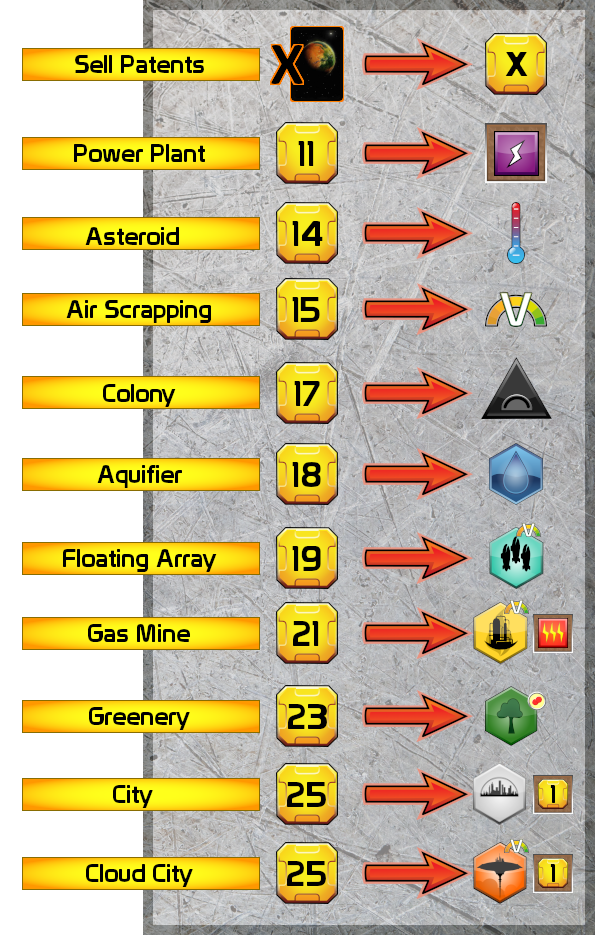 Sell Patents X X
Power Plant 11
Asteroid 14
Air Scrapping 15 V
Colony 17
Aquifier 18
Floating Array 19 V
Gas Mine 21 V
Greenery 23
City 25 1
Cloud City 25 V 1